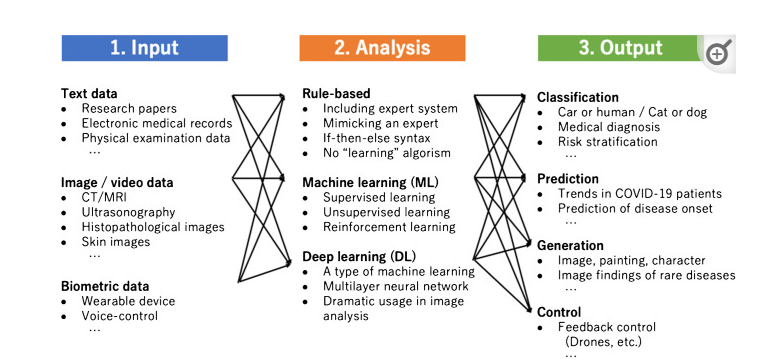 1. Input
2. Analysis
3. Output
Text data
• Research papers
• Electronic medical records
• Physical examination data
…
Image / video data
• CT/MRI
• Ultrasonography
• Histopathological images
• Skin images
…
Biometric data
• Wearable device
• Voice-control
…
Rule-based
• Including expert system
• Mimicking an expert
• If-then-else syntax
• No “learning” algorism
Machine learning (ML)
• Supervised learning
• Unsupervised learning
• Reinforcement learning
Deep learning (DL)
• A type of machine learning
• Multilayer neural network
• Dramatic usage in image
analysis
Classification
• Car or human / Cat or dog
• Medical diagnosis
• Risk stratification
…
Prediction
• Trends in COVID-19 patients
• Prediction of disease onset
…
Generation
• Image, painting, character
• Image findings of rare diseases
…
Control
• Feedback control
(Drones, etc.)
…